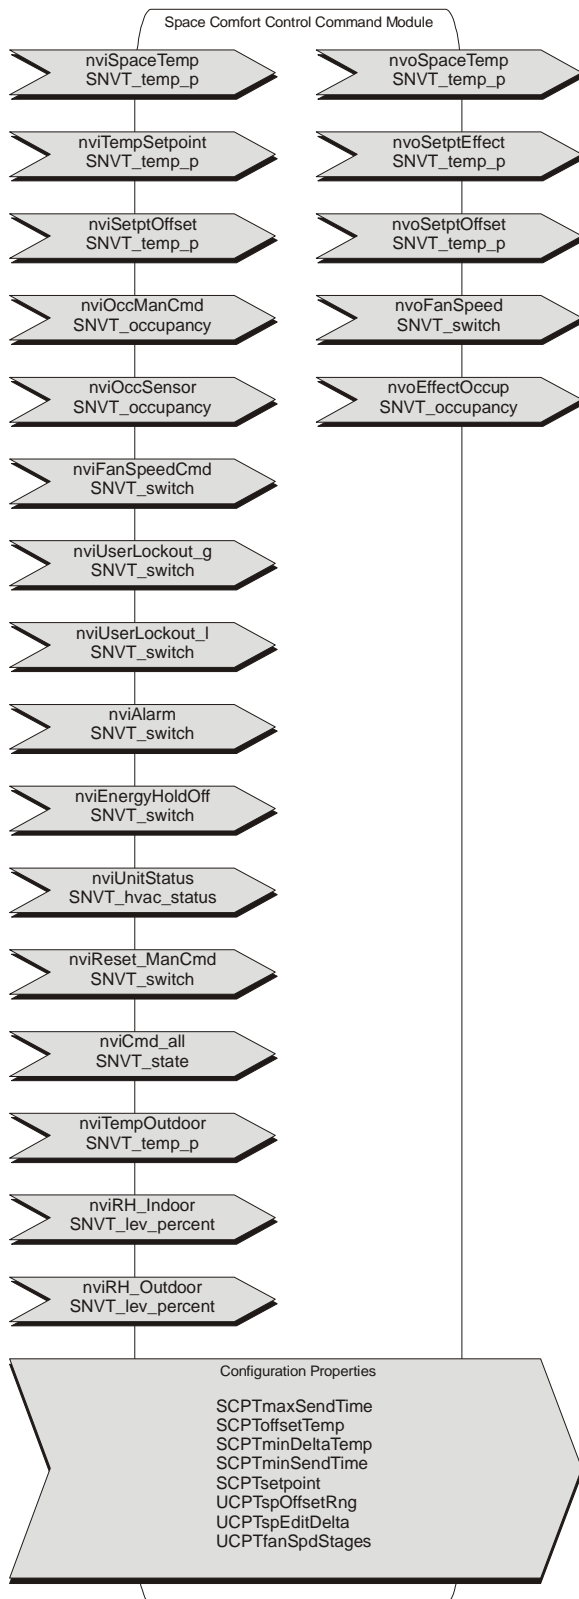 Space Comfort Control Command Module
nviSpaceTemp
SNVT_temp_p
nvoSpaceTemp
SNVT_temp_p
nviTempSetpoint
SNVT_temp_p
nvoSetptEffect
SNVT_temp_p
nviSetptOffset
SNVT_temp_p
nvoSetptOffset
SNVT_temp_p
nviOccManCmd
SNVT_occupancy
nvoFanSpeed
SNVT_switch
nviOccSensor
SNVT_occupancy
nvoEffectOccup
SNVT_occupancy
nviFanSpeedCmd
SNVT_switch
nviUserLockout_g
SNVT_switch
nviUserLockout_l
SNVT_switch
nviAlarm
SNVT_switch
nviEnergyHoldOff
SNVT_switch
nviUnitStatus
SNVT_hvac_status
nviReset_ManCmd
SNVT_switch
nviCmd_all
SNVT_state
nviTempOutdoor
SNVT_temp_p
nviRH_Indoor
SNVT_lev_percent
nviRH_Outdoor
SNVT_lev_percent
Configuration Properties
SCPTmaxSendTime
SCPToffsetTemp
SCPTminDeltaTemp
SCPTminSendTime
SCPTsetpoint
UCPTspOffsetRng
UCPTspEditDelta
UCPTfanSpdStages